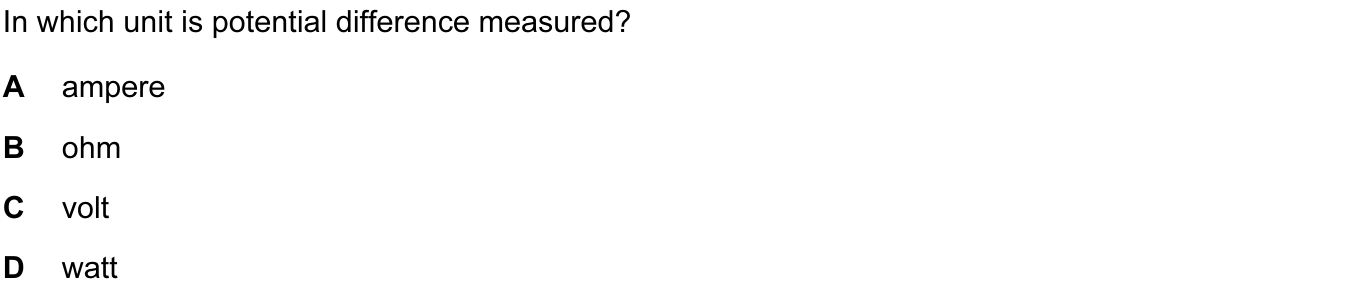 In which unit is potential difference measured?
A ampere
B ohm
C volt
D watt